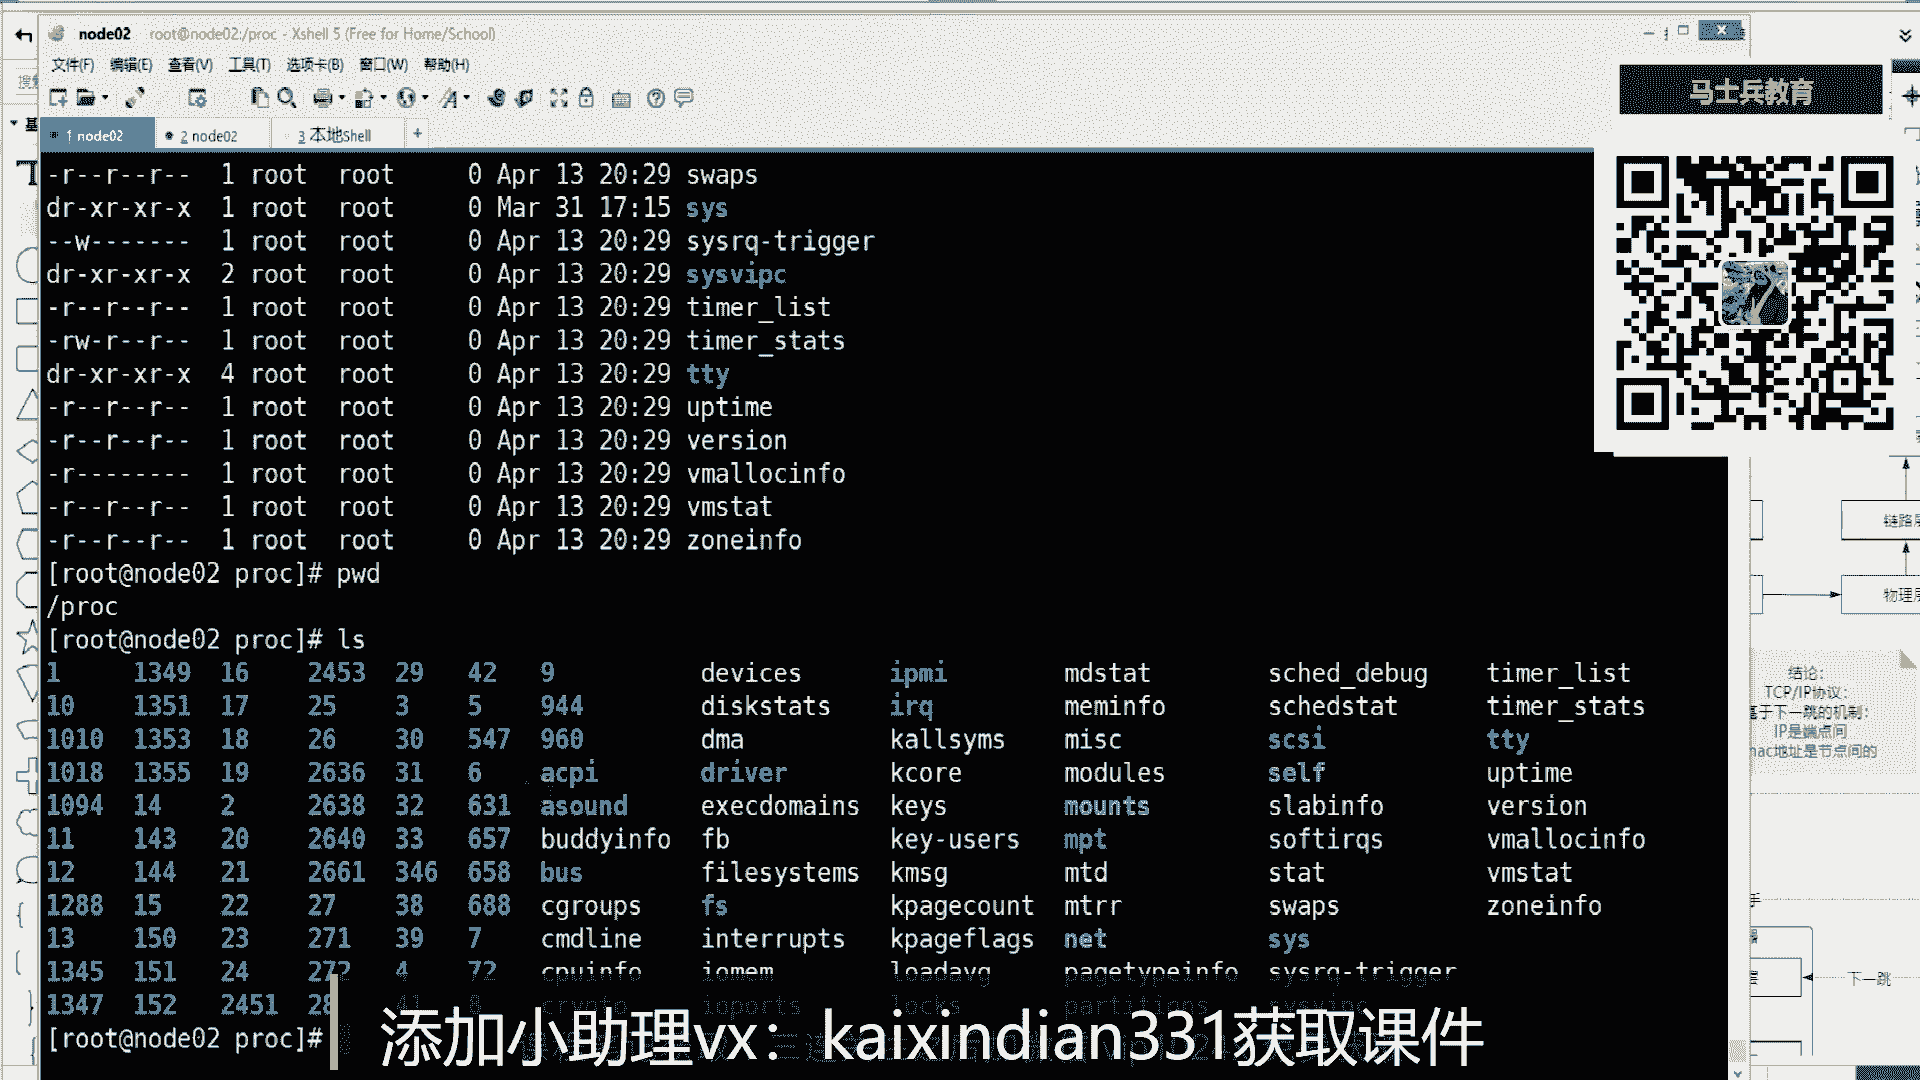 node02 root@node02:/proc - Xshell 5 (Free for Home/School)
文件(F) 编辑(E) 查看(V) 工具(T) 选项卡(B) 窗口(W) 帮助(H)
马士兵教育
1 node02 2 node02 3 本地Shell +
-r--r--r-- 1 root root 0 Apr 13 20:29 swaps
dr-xr-xr-x 1 root root 0 Mar 31 17:15 sys
--w------- 1 root root 0 Apr 13 20:29 sysrq-trigger
dr-xr-xr-x 2 root root 0 Apr 13 20:29 sysvipc
-r--r--r-- 1 root root 0 Apr 13 20:29 timer_list
-rw-r--r-- 1 root root 0 Apr 13 20:29 timer_stats
dr-xr-xr-x 4 root root 0 Apr 13 20:29 tty
-r--r--r-- 1 root root 0 Apr 13 20:29 uptime
-r--r--r-- 1 root root 0 Apr 13 20:29 version
-r-------- 1 root root 0 Apr 13 20:29 vmallocinfo
-r--r--r-- 1 root root 0 Apr 13 20:29 vmstat
-r--r--r-- 1 root root 0 Apr 13 20:29 zoneinfo
[root@node02 proc]# pwd
/proc
[root@node02 proc]# ls
1 1349 16 2453 29 42 9 devices ipmi mdstat sched_debug timer_list
10 1351 17 25 3 5 944 diskstats irq meminfo schedstat timer_stats
1010 1353 18 26 30 547 960 dma kallsyms misc scsi tty
1018 1355 19 2636 31 6 acpi driver kcore modules self uptime
1094 14 2 2638 32 631 asound execdomains keys mounts slabinfo version
11 143 20 2640 33 657 buddyinfo fb key-users mpt softirqs vmallocinfo
12 144 21 2661 346 658 bus filesystems kmsg mtd stat vmstat
1288 15 22 27 38 688 cgroups fs kpagecount mtrr swaps zoneinfo
13 150 23 271 39 7 cmdline interrupts kpageflags net sys
1345 151 24 272 4 72 cpuinfo iomem loadavg pagetypeinfo sysrq-trigger
1347 152 2451 28 41 8 crypto ioports locks partitions sysvipc
[root@node02 proc]#
添加小助理vx：kaixindian331获取课件
链路层
物理层
结论：
TCP/IP协议：
基于下一跳的机制：
IP是端点间
mac地址是节点间的
下一跳